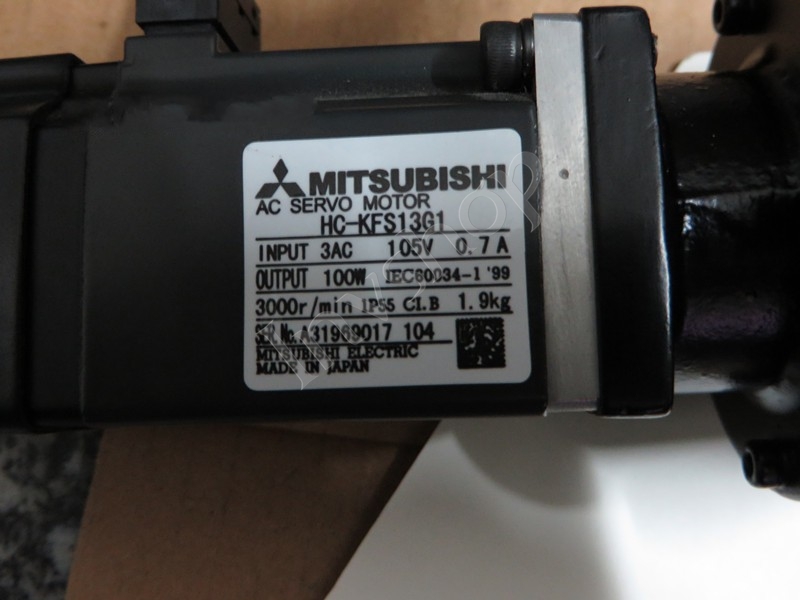 MITSUBISHI
AC SERVO MOTOR
HC-KFS13G1
INPUT 3AC 105V 0.7A
OUTPUT 100W IEC60034-1 '99
3000r/min IP55 CI.B 1.9kg
SER.No.A31969017 104
MITSUBISHI ELECTRIC
MADE IN JAPAN